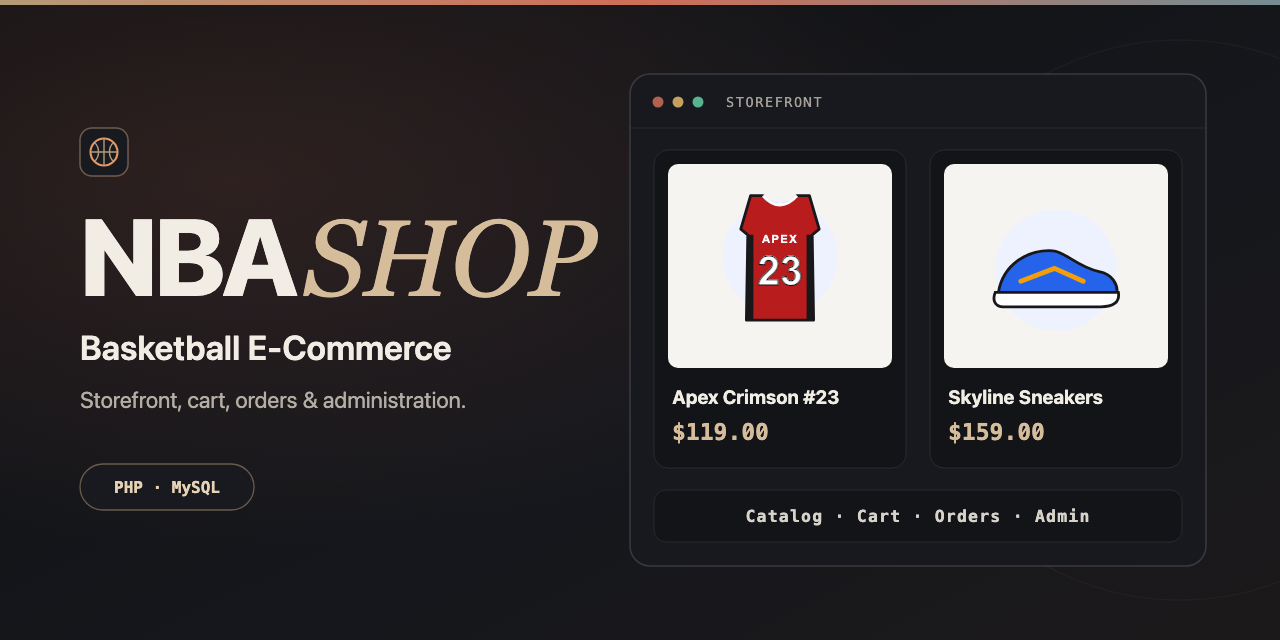 NBASHOP
Basketball E-Commerce
Storefront, cart, orders & administration.
PHP · MySQL
STOREFRONT
APEX
23
Apex Crimson #23
$119.00
Skyline Sneakers
$159.00
Catalog · Cart · Orders · Admin